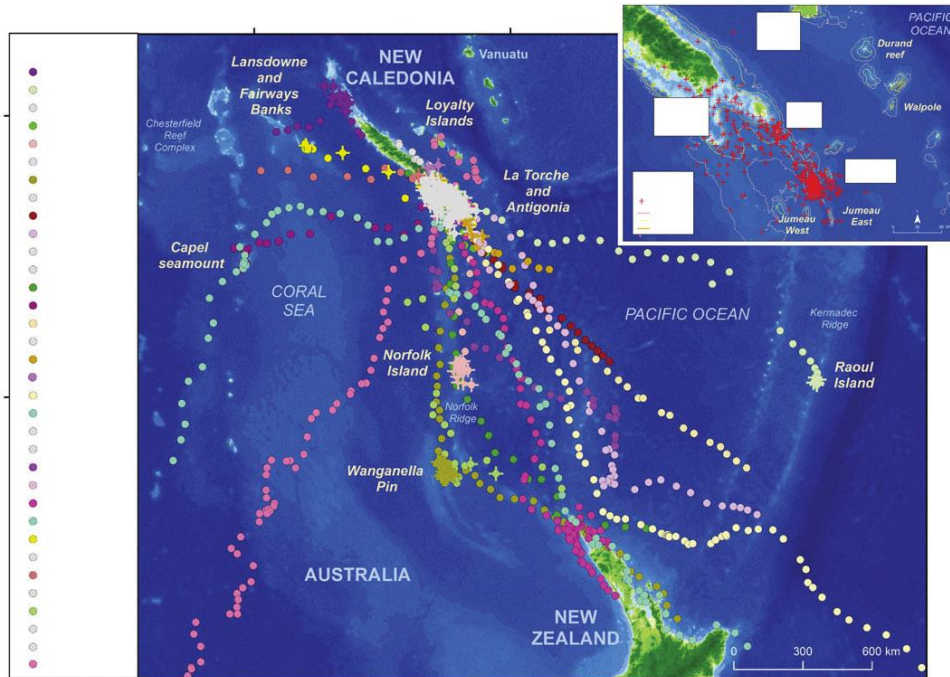 NEW
CALEDONIA
Vanuatu
Lansdowne
and
Fairways
Banks
Loyalty
Islands
Chesterfield
Reef
Complex
La Torche
and
Antigonia
Capel
seamount
CORAL
SEA
PACIFIC OCEAN
Kermadec
Ridge
Norfolk
Island
Raoul
Island
Norfolk
Ridge
Wanganella
Pin
AUSTRALIA
NEW
ZEALAND
0 300 600 km
PACIFIC
OCEAN
Durand
reef
Walpole
Jumeau
West
Jumeau
East